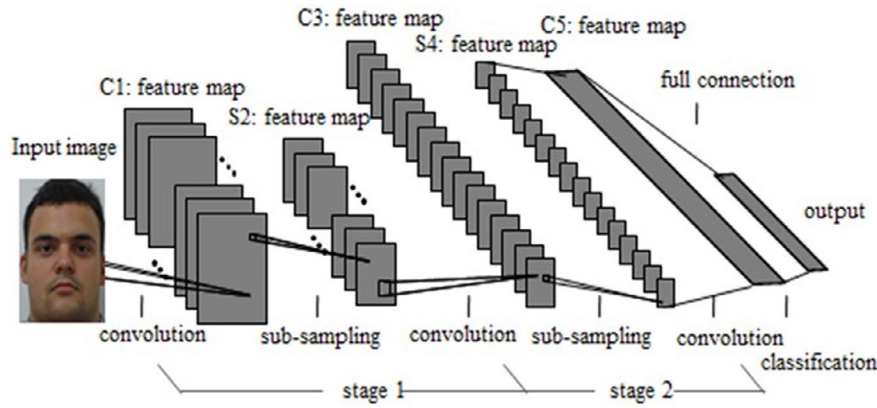 C3: feature map
C5: feature map
S4: feature map
C1: feature map
full connection
S2: feature map
Input image
output
convolution
sub-sampling
convolution
sub-sampling
convolution
classification
stage 1
stage 2